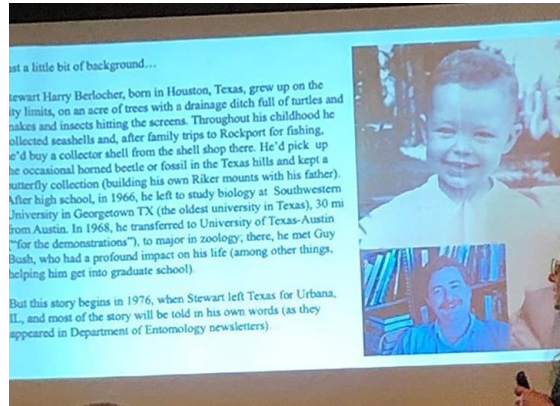 st a little bit of background…
tewart Harry Berlocher, born in Houston, Texas, grew up on the
ty limits, on an acre of trees with a drainage ditch full of turtles and
nakes and insects hitting the screens. Throughout his childhood he
ollected seashells and, after family trips to Rockport for fishing,
e'd buy a collector shell from the shell shop there. He'd pick up
he occasional horned beetle or fossil in the Texas hills and kept a
utterfly collection (building his own Riker mounts with his father).
After high school, in 1966, he left to study biology at Southwestern
University in Georgetown TX (the oldest university in Texas), 30 mi
from Austin. In 1968, he transferred to University of Texas-Austin
"for the demonstrations"), to major in zoology; there, he met Guy
Bush, who had a profound impact on his life (among other things,
helping him get into graduate school).
But this story begins in 1976, when Stewart left Texas for Urbana,
IL, and most of the story will be told in his own words (as they
appeared in Department of Entomology newsletters)